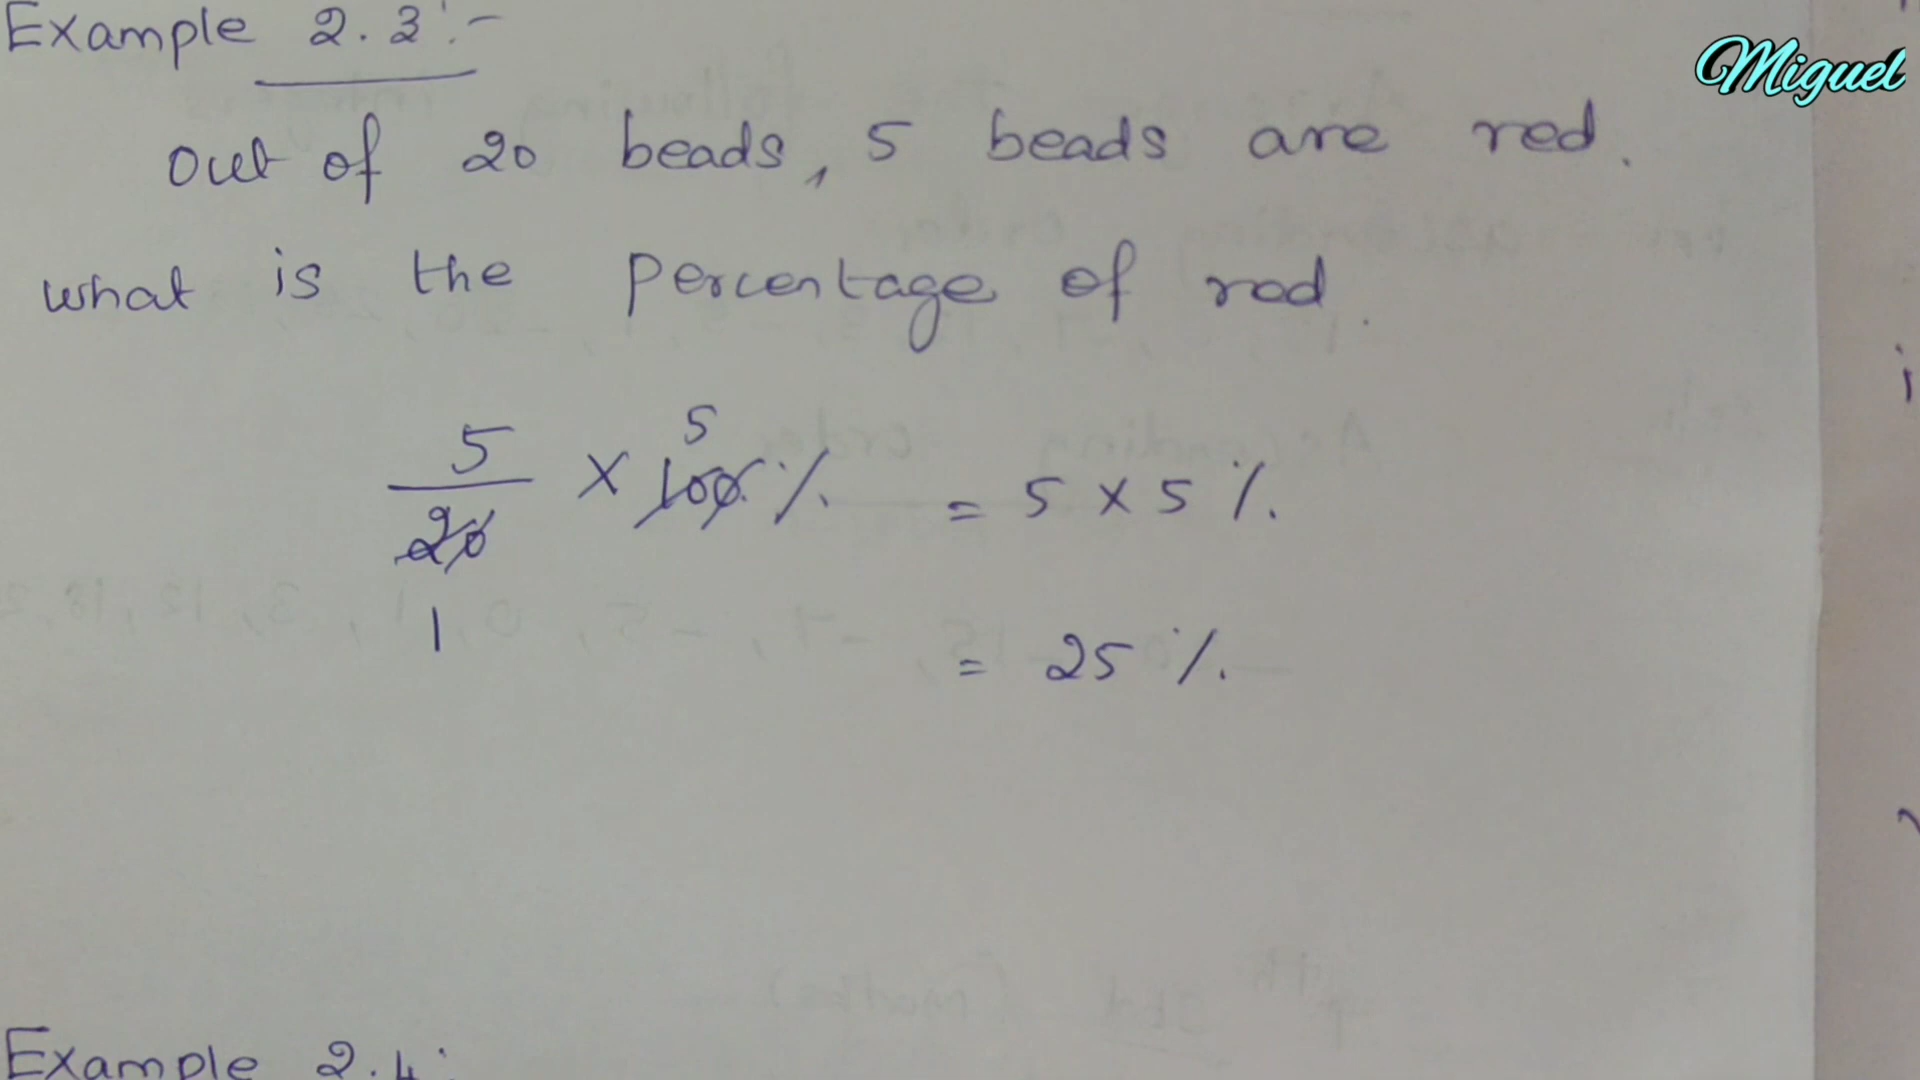 Example 2.3:-
Miguel
out of 20 beads, 5 beads are red.
what is the percentage of red.
5
5/20 × 100% = 5 × 5%
1
= 25%
Example 2.4: